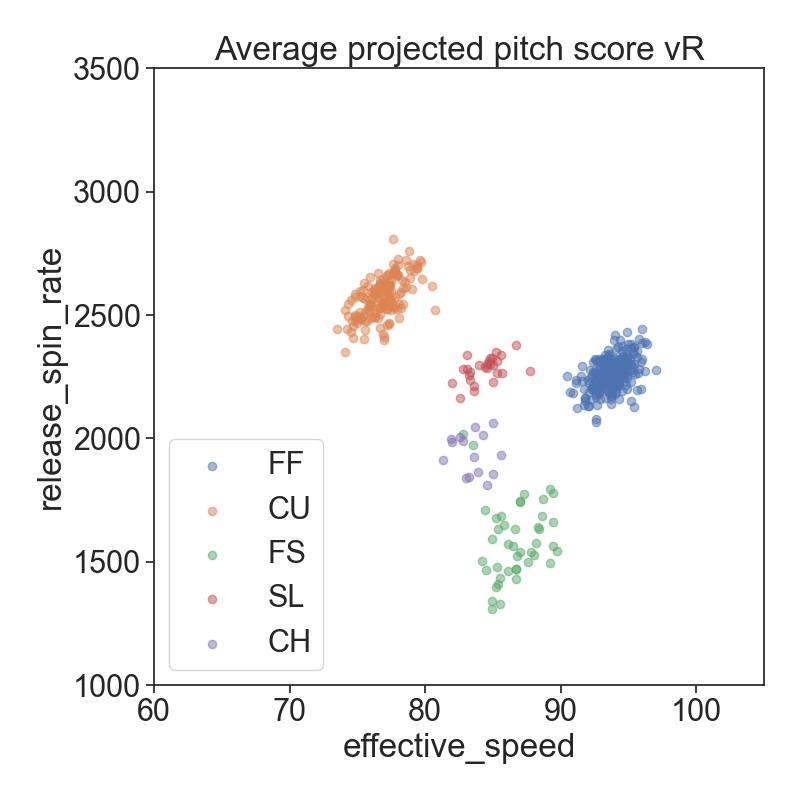 Average projected pitch score vR
3500
3000
2500
2000
1500
1000
release_spin_rate
FF
CU
FS
SL
CH
60
70
80
90
100
effective_speed